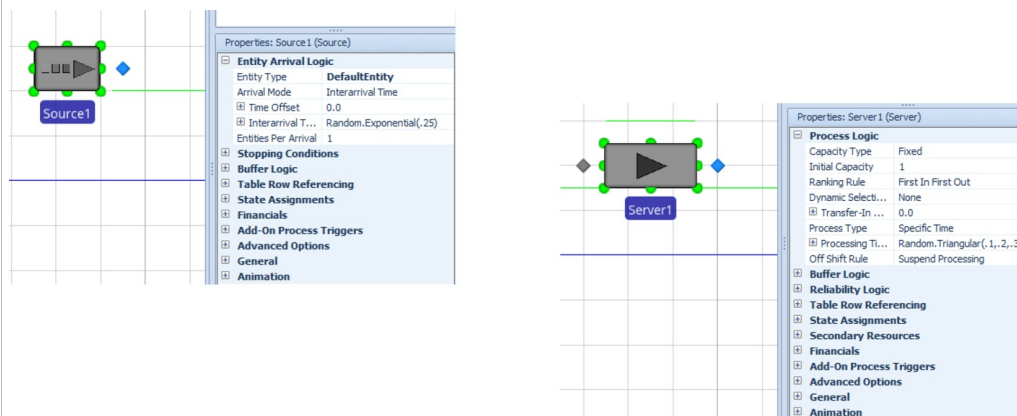 Properties: Source1 (Source)
Entity Arrival Logic
Entity Type DefaultEntity
Arrival Mode Interarrival Time
Time Offset 0.0
Interarrival T... Random.Exponential(.25)
Entities Per Arrival 1
Stopping Conditions
Buffer Logic
Table Row Referencing
State Assignments
Financials
Add-On Process Triggers
Advanced Options
General
Animation
Source1
Properties: Server1 (Server)
Process Logic
Capacity Type Fixed
Initial Capacity 1
Ranking Rule First In First Out
Dynamic Selecti... None
Transfer-In ... 0.0
Process Type Specific Time
Processing Ti... Random.Triangular(.1,.2,.3
Off Shift Rule Suspend Processing
Buffer Logic
Reliability Logic
Table Row Referencing
State Assignments
Secondary Resources
Financials
Add-On Process Triggers
Advanced Options
General
Animation
Server1